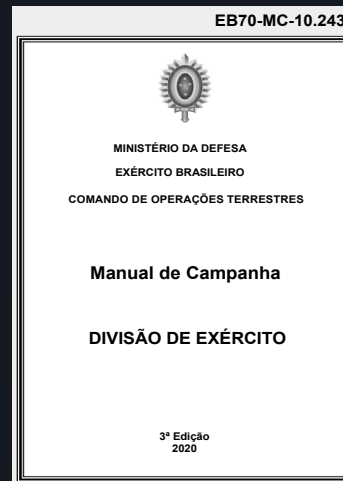 EB70-MC-10.243
MINISTÉRIO DA DEFESA
EXÉRCITO BRASILEIRO
COMANDO DE OPERAÇÕES TERRESTRES
Manual de Campanha
DIVISÃO DE EXÉRCITO
3ª Edição
2020